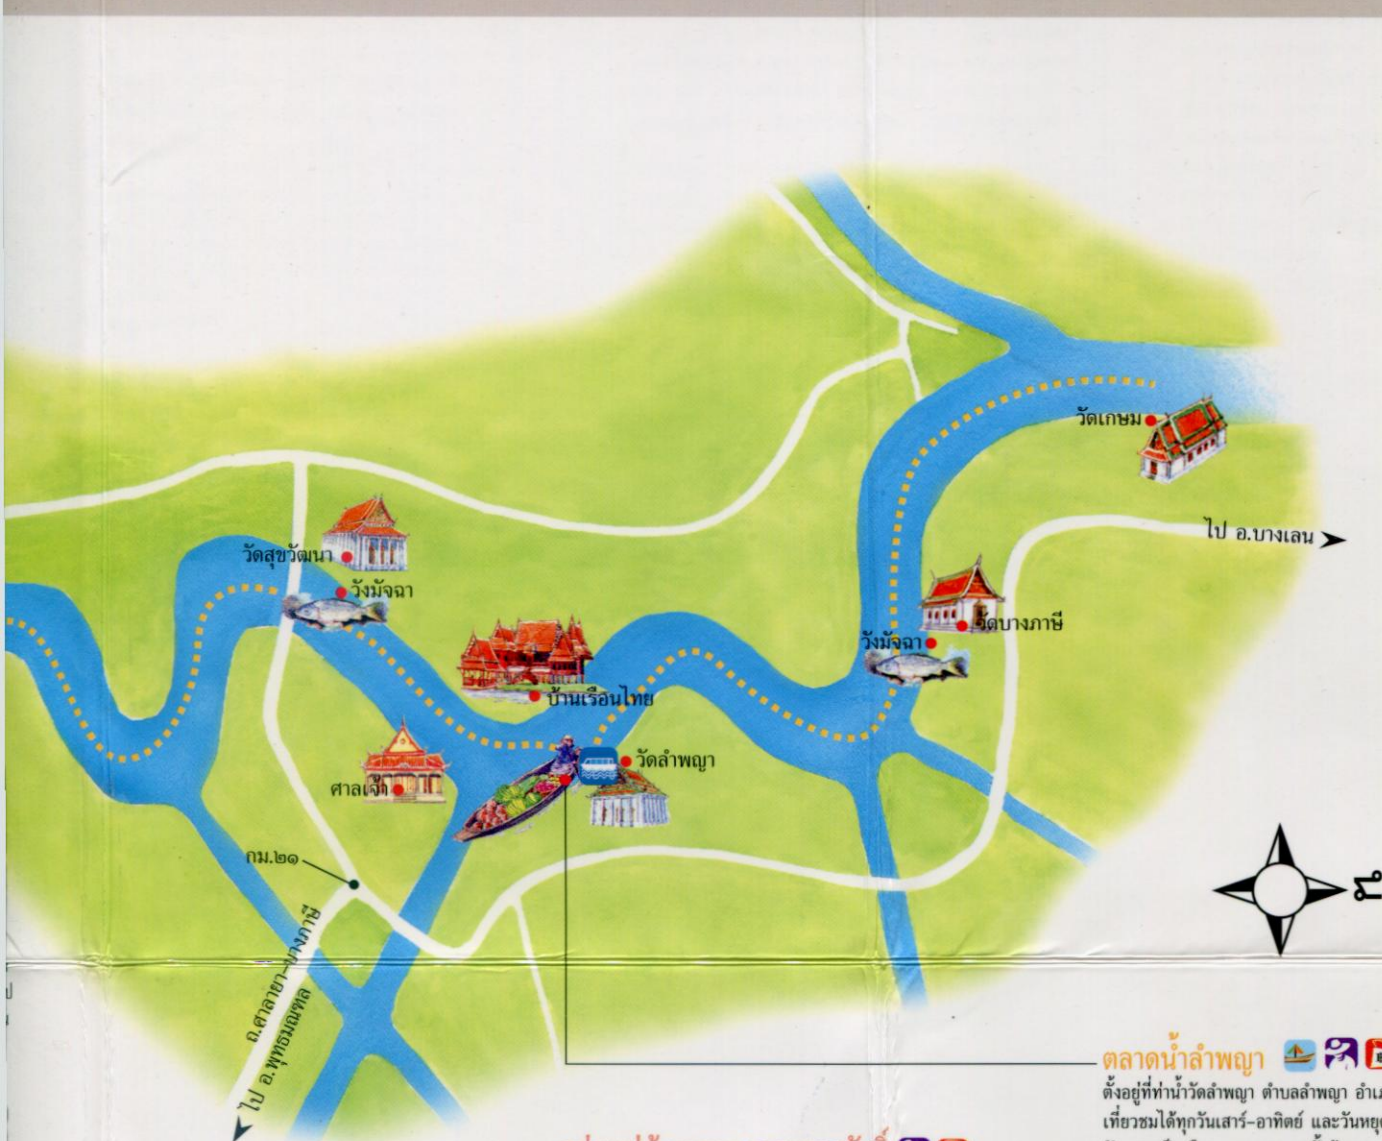 วัดเกษม
ไป อ.บางเลน
วัดสุขวัฒนา
วังมัจฉา
วัดบางภาษี
วังมัจฉา
บ้านเรือนไทย
วัดลำพญา
ศาลเจ้า
กม.๒๑
ถ.ศาลายา-บางภาษี
ไป อ.พุทธมณฑล
ตลาดน้ำลำพญา
ตั้งอยู่ที่ท่าน้ำวัดลำพญา ตำบลลำพญา
เที่ยวชมได้ทุกวันเสาร์-อาทิตย์ และวันหยุด